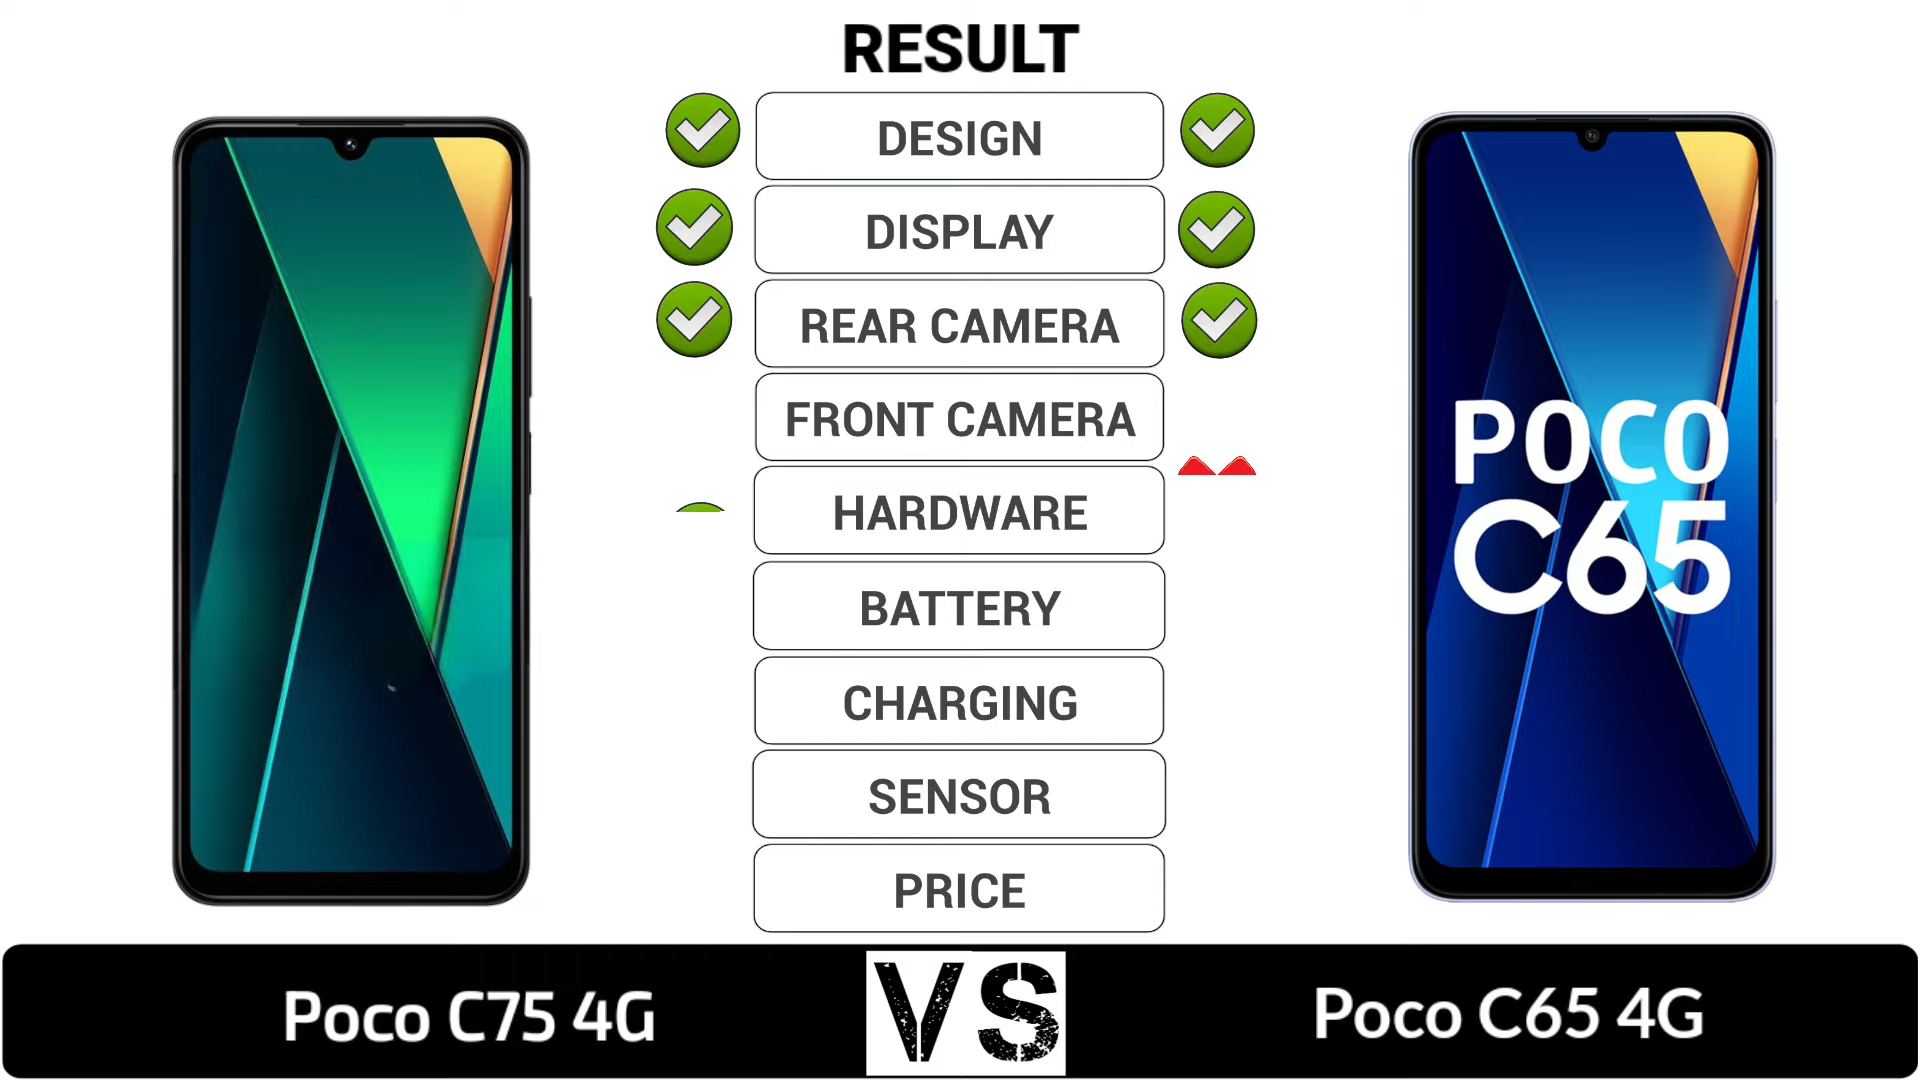 RESULT
DESIGN
DISPLAY
REAR CAMERA
FRONT CAMERA
HARDWARE
BATTERY
CHARGING
SENSOR
PRICE
POCO
C65
Poco C75 4G
VS
Poco C65 4G